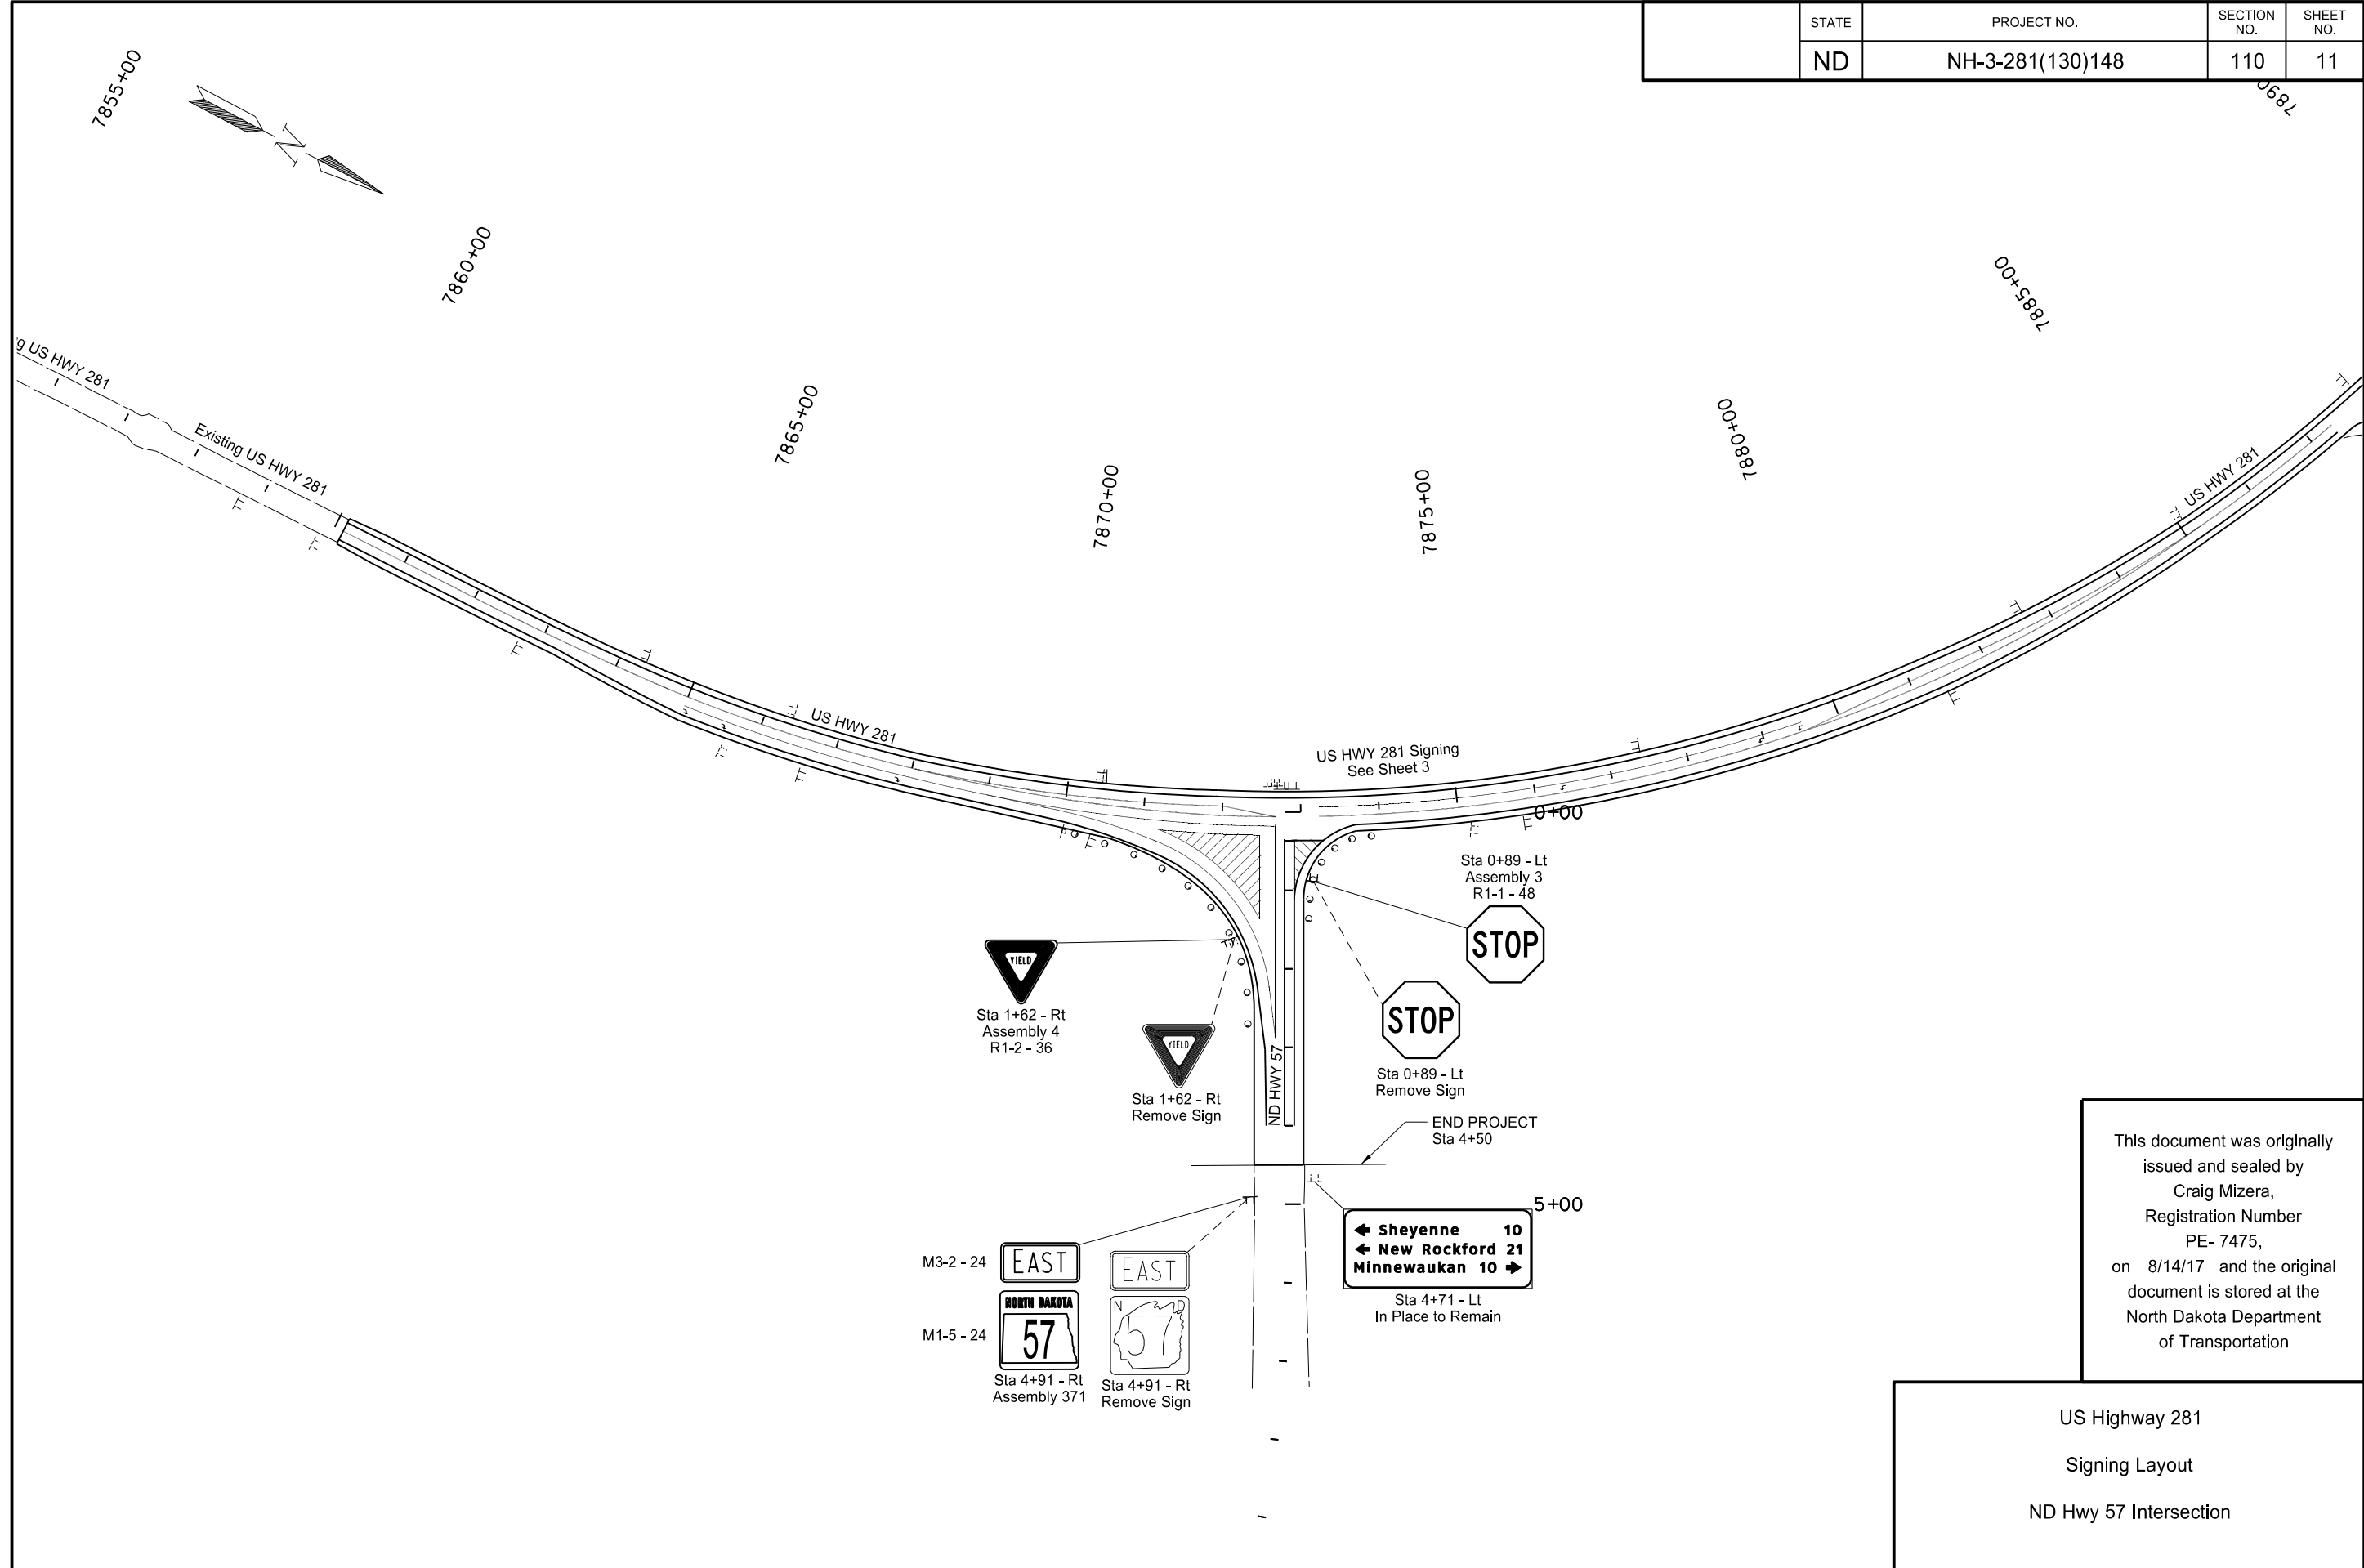 STATE
PROJECT NO.
SECTION
NO.
SHEET
NO.
ND
NH-3-281(130)148
110
11
7855+00
N
7860+00
7865+00
7870+00
7875+00
7880+00
7885+00
US HWY 281
Existing US HWY 281
US HWY 281
US HWY 281 Signing
See Sheet 3
US HWY 281
0+00
Sta 0+89 - Lt
Assembly 3
R1-1 - 48
STOP
STOP
Sta 0+89 - Lt
Remove Sign
YIELD
Sta 1+62 - Rt
Assembly 4
R1-2 - 36
YIELD
Sta 1+62 - Rt
Remove Sign
ND HWY 57
END PROJECT
Sta 4+50
5+00
Sheyenne 10
New Rockford 21
Minnewaukan 10
Sta 4+71 - Lt
In Place to Remain
M3-2 - 24
EAST
EAST
M1-5 - 24
NORTH DAKOTA
57
N D
57
Sta 4+91 - Rt
Assembly 371
Sta 4+91 - Rt
Remove Sign
This document was originally
issued and sealed by
Craig Mizera,
Registration Number
PE- 7475,
on 8/14/17 and the original
document is stored at the
North Dakota Department
of Transportation
US Highway 281
Signing Layout
ND Hwy 57 Intersection